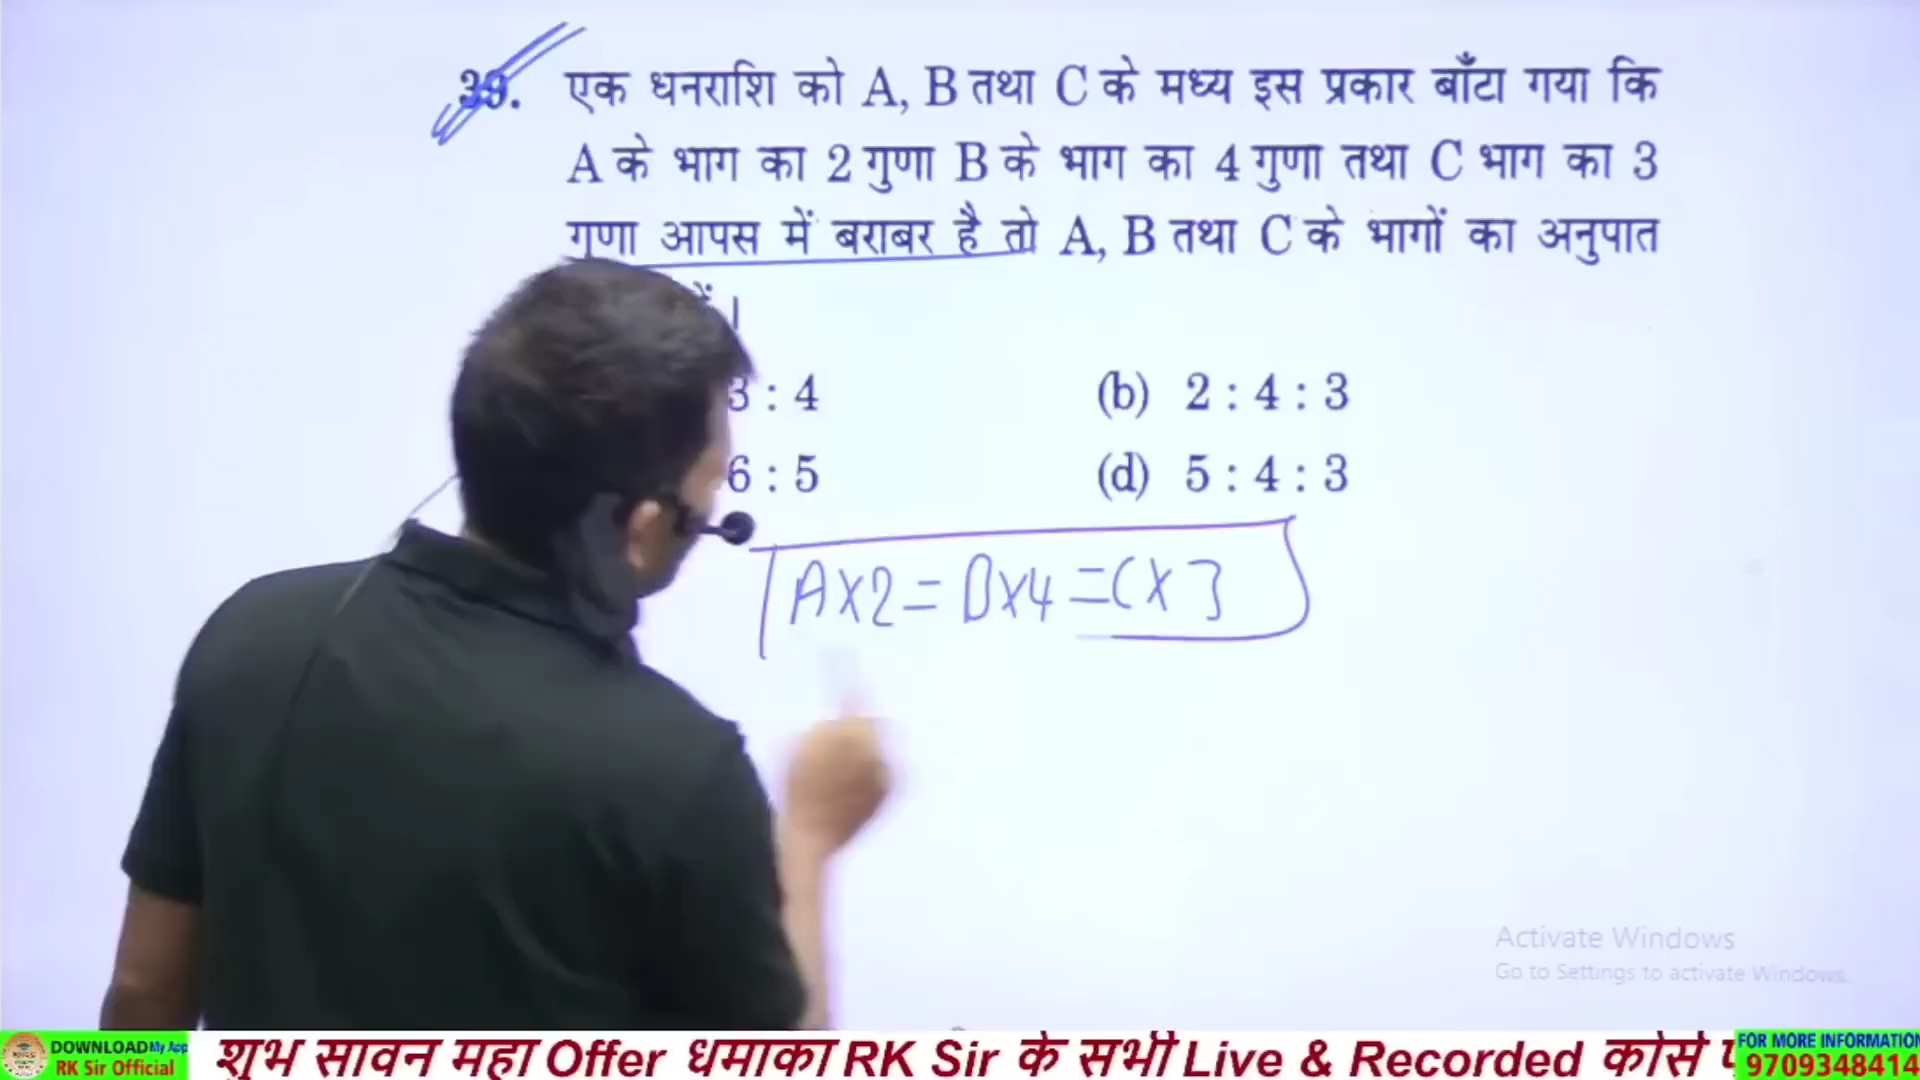 39. एक धनराशि को A, B तथा C के मध्य इस प्रकार बाँटा गया कि
A के भाग का 2 गुणा B के भाग का 4 गुणा तथा C भाग का 3
गुणा आपस में बराबर है तो A, B तथा C के भागों का अनुपात
3 : 4
(b) 2 : 4 : 3
6 : 5
(d) 5 : 4 : 3
A×2 = B×4 = C×3
Activate Windows
Go to Settings to activate Windows.
DOWNLOAD My App
RK Sir Official
शुभ सावन महा Offer धमाका RK Sir के सभी Live & Recorded कोर्स
FOR MORE INFORMATION
9709348414